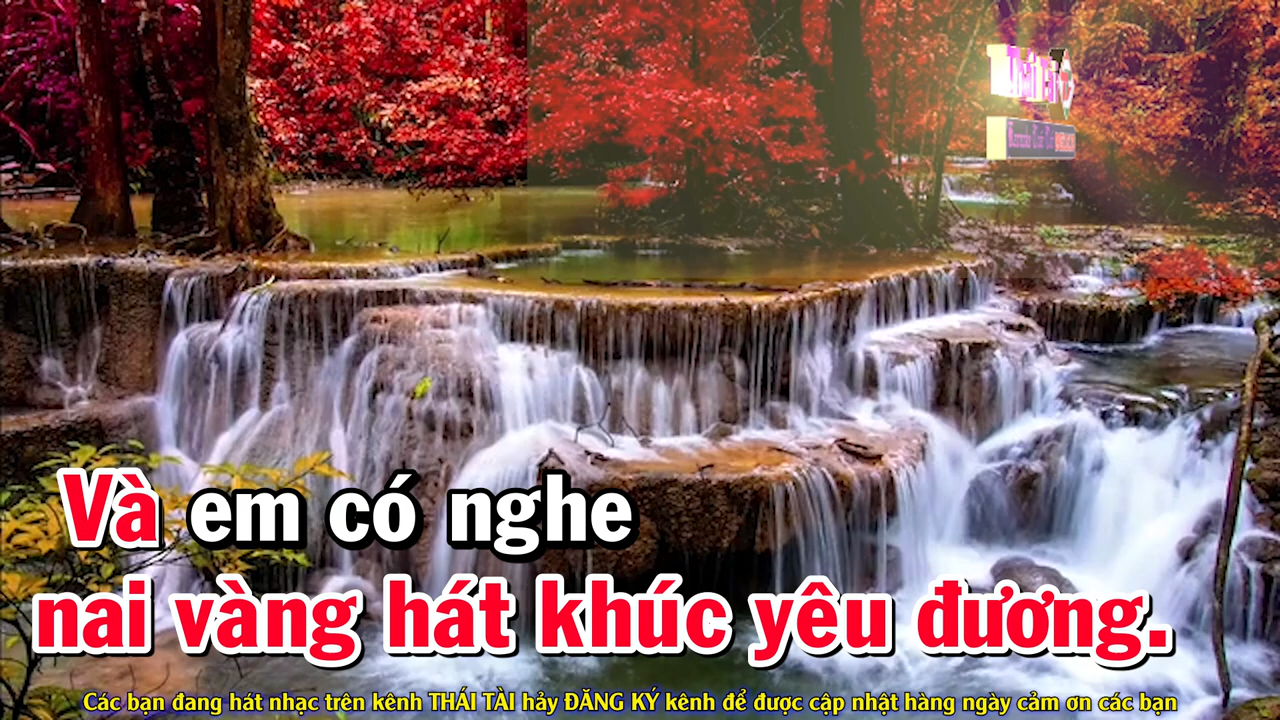 Và em có nghe
nai vàng hát khúc yêu đương.
Các bạn đang hát nhạc trên kênh THÁI TÀI hảy ĐĂNG KÝ kênh để được cập nhật hàng ngày cảm ơn các bạn